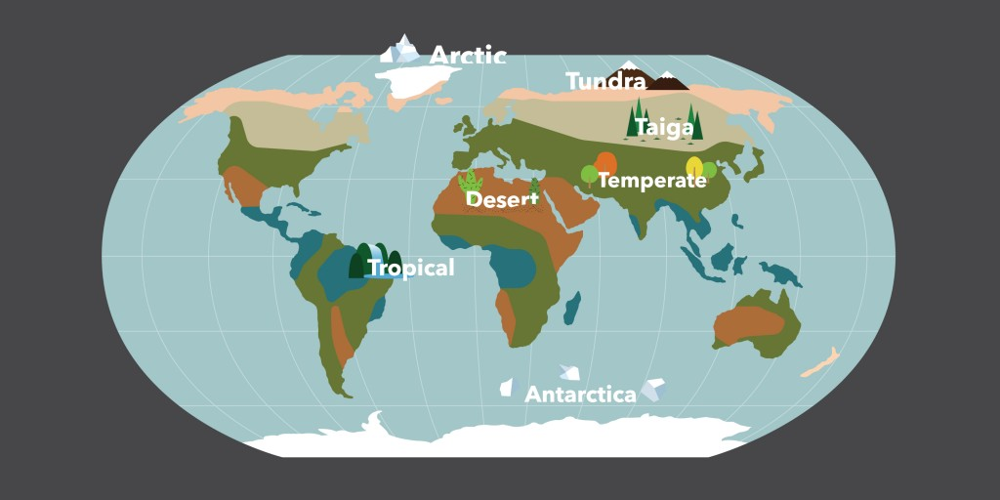 Arctic
Tundra
Taiga
Temperate
Desert
Tropical
Antarctica